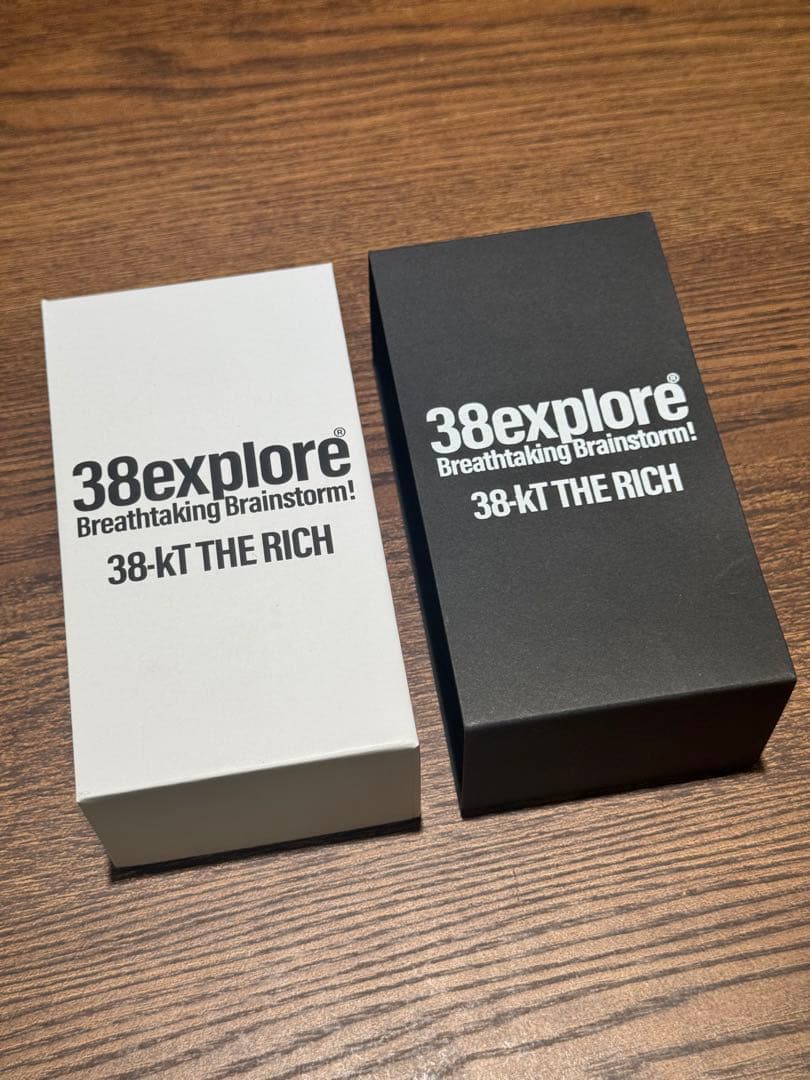 38explore®
Breathtaking Brainstorm!
38-kT THE RICH
38explore®
Breathtaking Brainstorm!
38-kT THE RICH